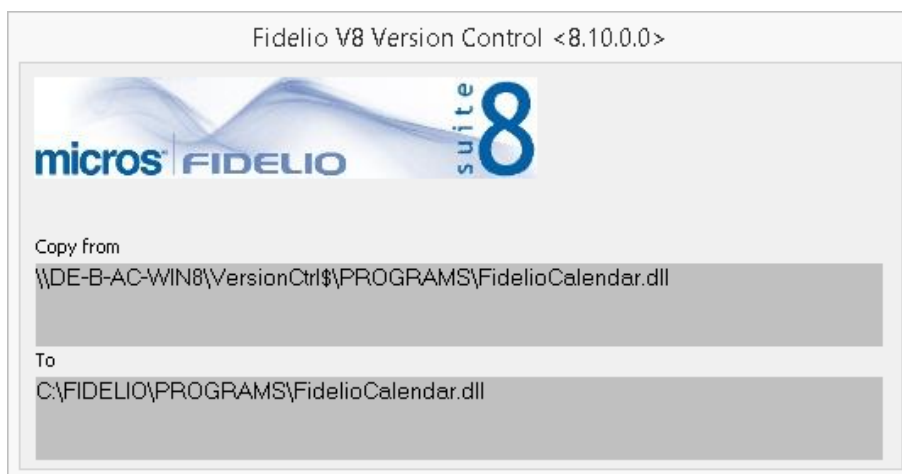 Fidelio V8 Version Control <8.10.0.0>
micros FIDELIO suite 8
Copy from
\\DE-B-AC-WIN8\VersionCtrl$\PROGRAMS\FidelioCalendar.dll
To
C:\FIDELIO\PROGRAMS\FidelioCalendar.dll